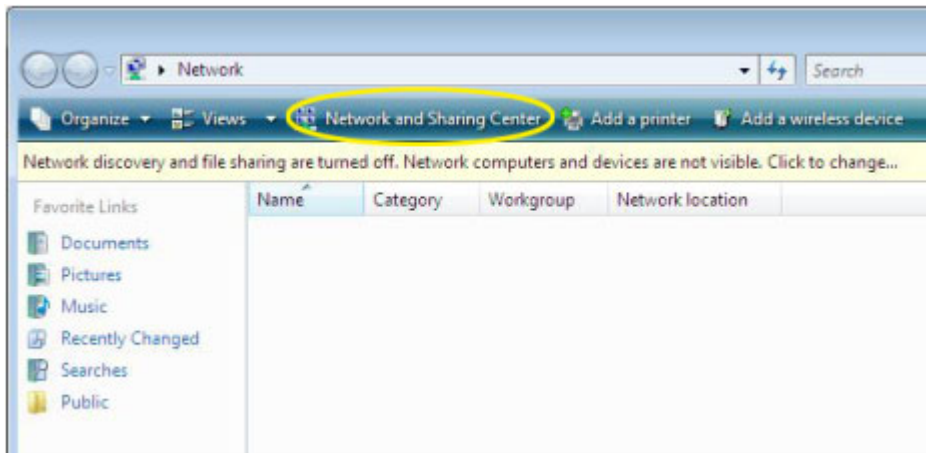 Network
Search
Organize Views Network and Sharing Center Add a printer Add a wireless device
Network discovery and file sharing are turned off. Network computers and devices are not visible. Click to change...
Favorite Links
Name Category Workgroup Network location
Documents
Pictures
Music
Recently Changed
Searches
Public